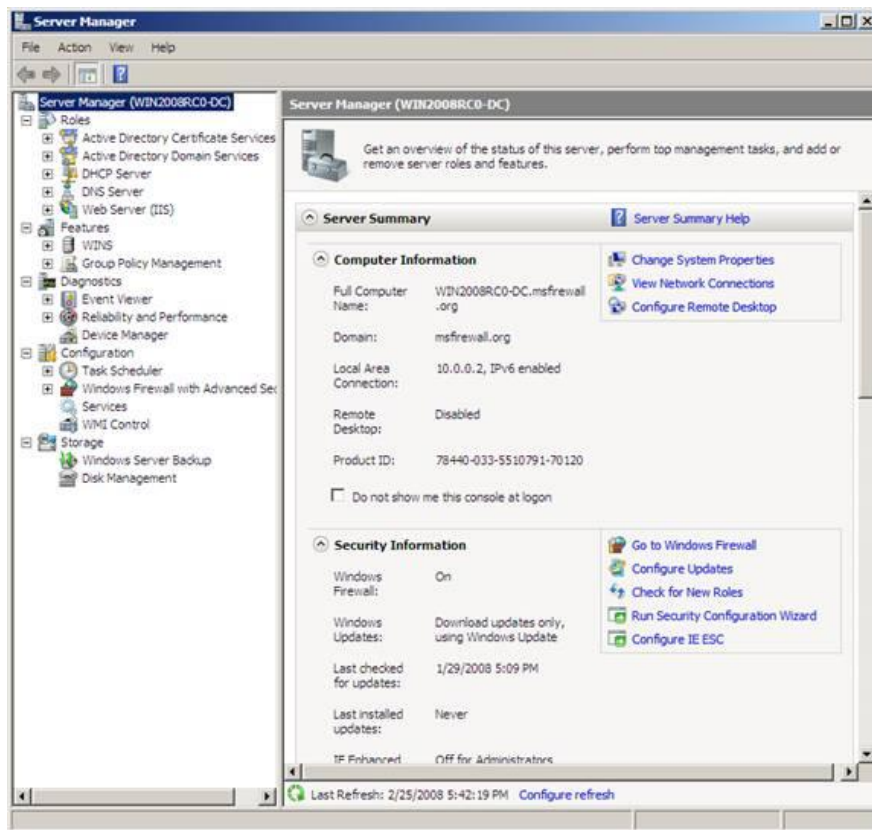 Server Manager
File Action View Help
Server Manager (WIN2008RC0-DC)
Roles
Active Directory Certificate Services
Active Directory Domain Services
DHCP Server
DNS Server
Web Server (IIS)
Features
WINS
Group Policy Management
Diagnostics
Event Viewer
Reliability and Performance
Device Manager
Configuration
Task Scheduler
Windows Firewall with Advanced Sec
Services
WMI Control
Storage
Windows Server Backup
Disk Management
Server Manager (WIN2008RC0-DC)
Get an overview of the status of this server, perform top management tasks, and add or
remove server roles and features.
Server Summary
Server Summary Help
Computer Information
Full Computer Name: WIN2008RC0-DC.msfirewall.org
Domain: msfirewall.org
Local Area Connection: 10.0.0.2, IPv6 enabled
Remote Desktop: Disabled
Product ID: 78440-033-5510791-70120
Do not show me this console at logon
Change System Properties
View Network Connections
Configure Remote Desktop
Security Information
Windows Firewall: On
Windows Updates: Download updates only, using Windows Update
Last checked for updates: 1/29/2008 5:09 PM
Last installed updates: Never
IE Enhanced Off for Administrators
Go to Windows Firewall
Configure Updates
Check for New Roles
Run Security Configuration Wizard
Configure IE ESC
Last Refresh: 2/25/2008 5:42:19 PM Configure refresh